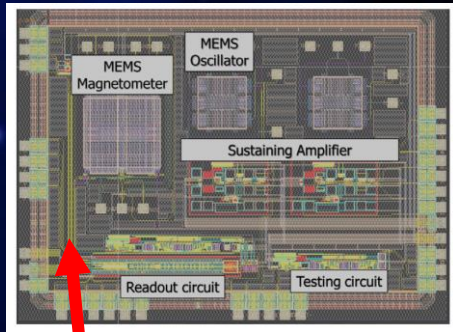 MEMS
Magnetometer
MEMS
Oscillator
Sustaining Amplifier
Readout circuit
Testing circuit